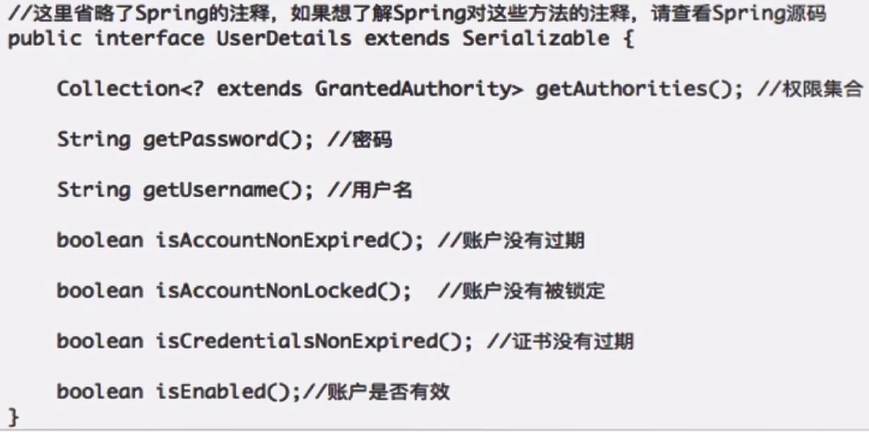 //这里省略了Spring的注释，如果想了解Spring对这些方法的注释，请查看Spring源码
public interface UserDetails extends Serializable {
Collection<? extends GrantedAuthority> getAuthorities(); //权限集合
String getPassword(); //密码
String getUsername(); //用户名
boolean isAccountNonExpired(); //账户没有过期
boolean isAccountNonLocked(); //账户没有被锁定
boolean isCredentialsNonExpired(); //证书没有过期
boolean isEnabled();//账户是否有效
}